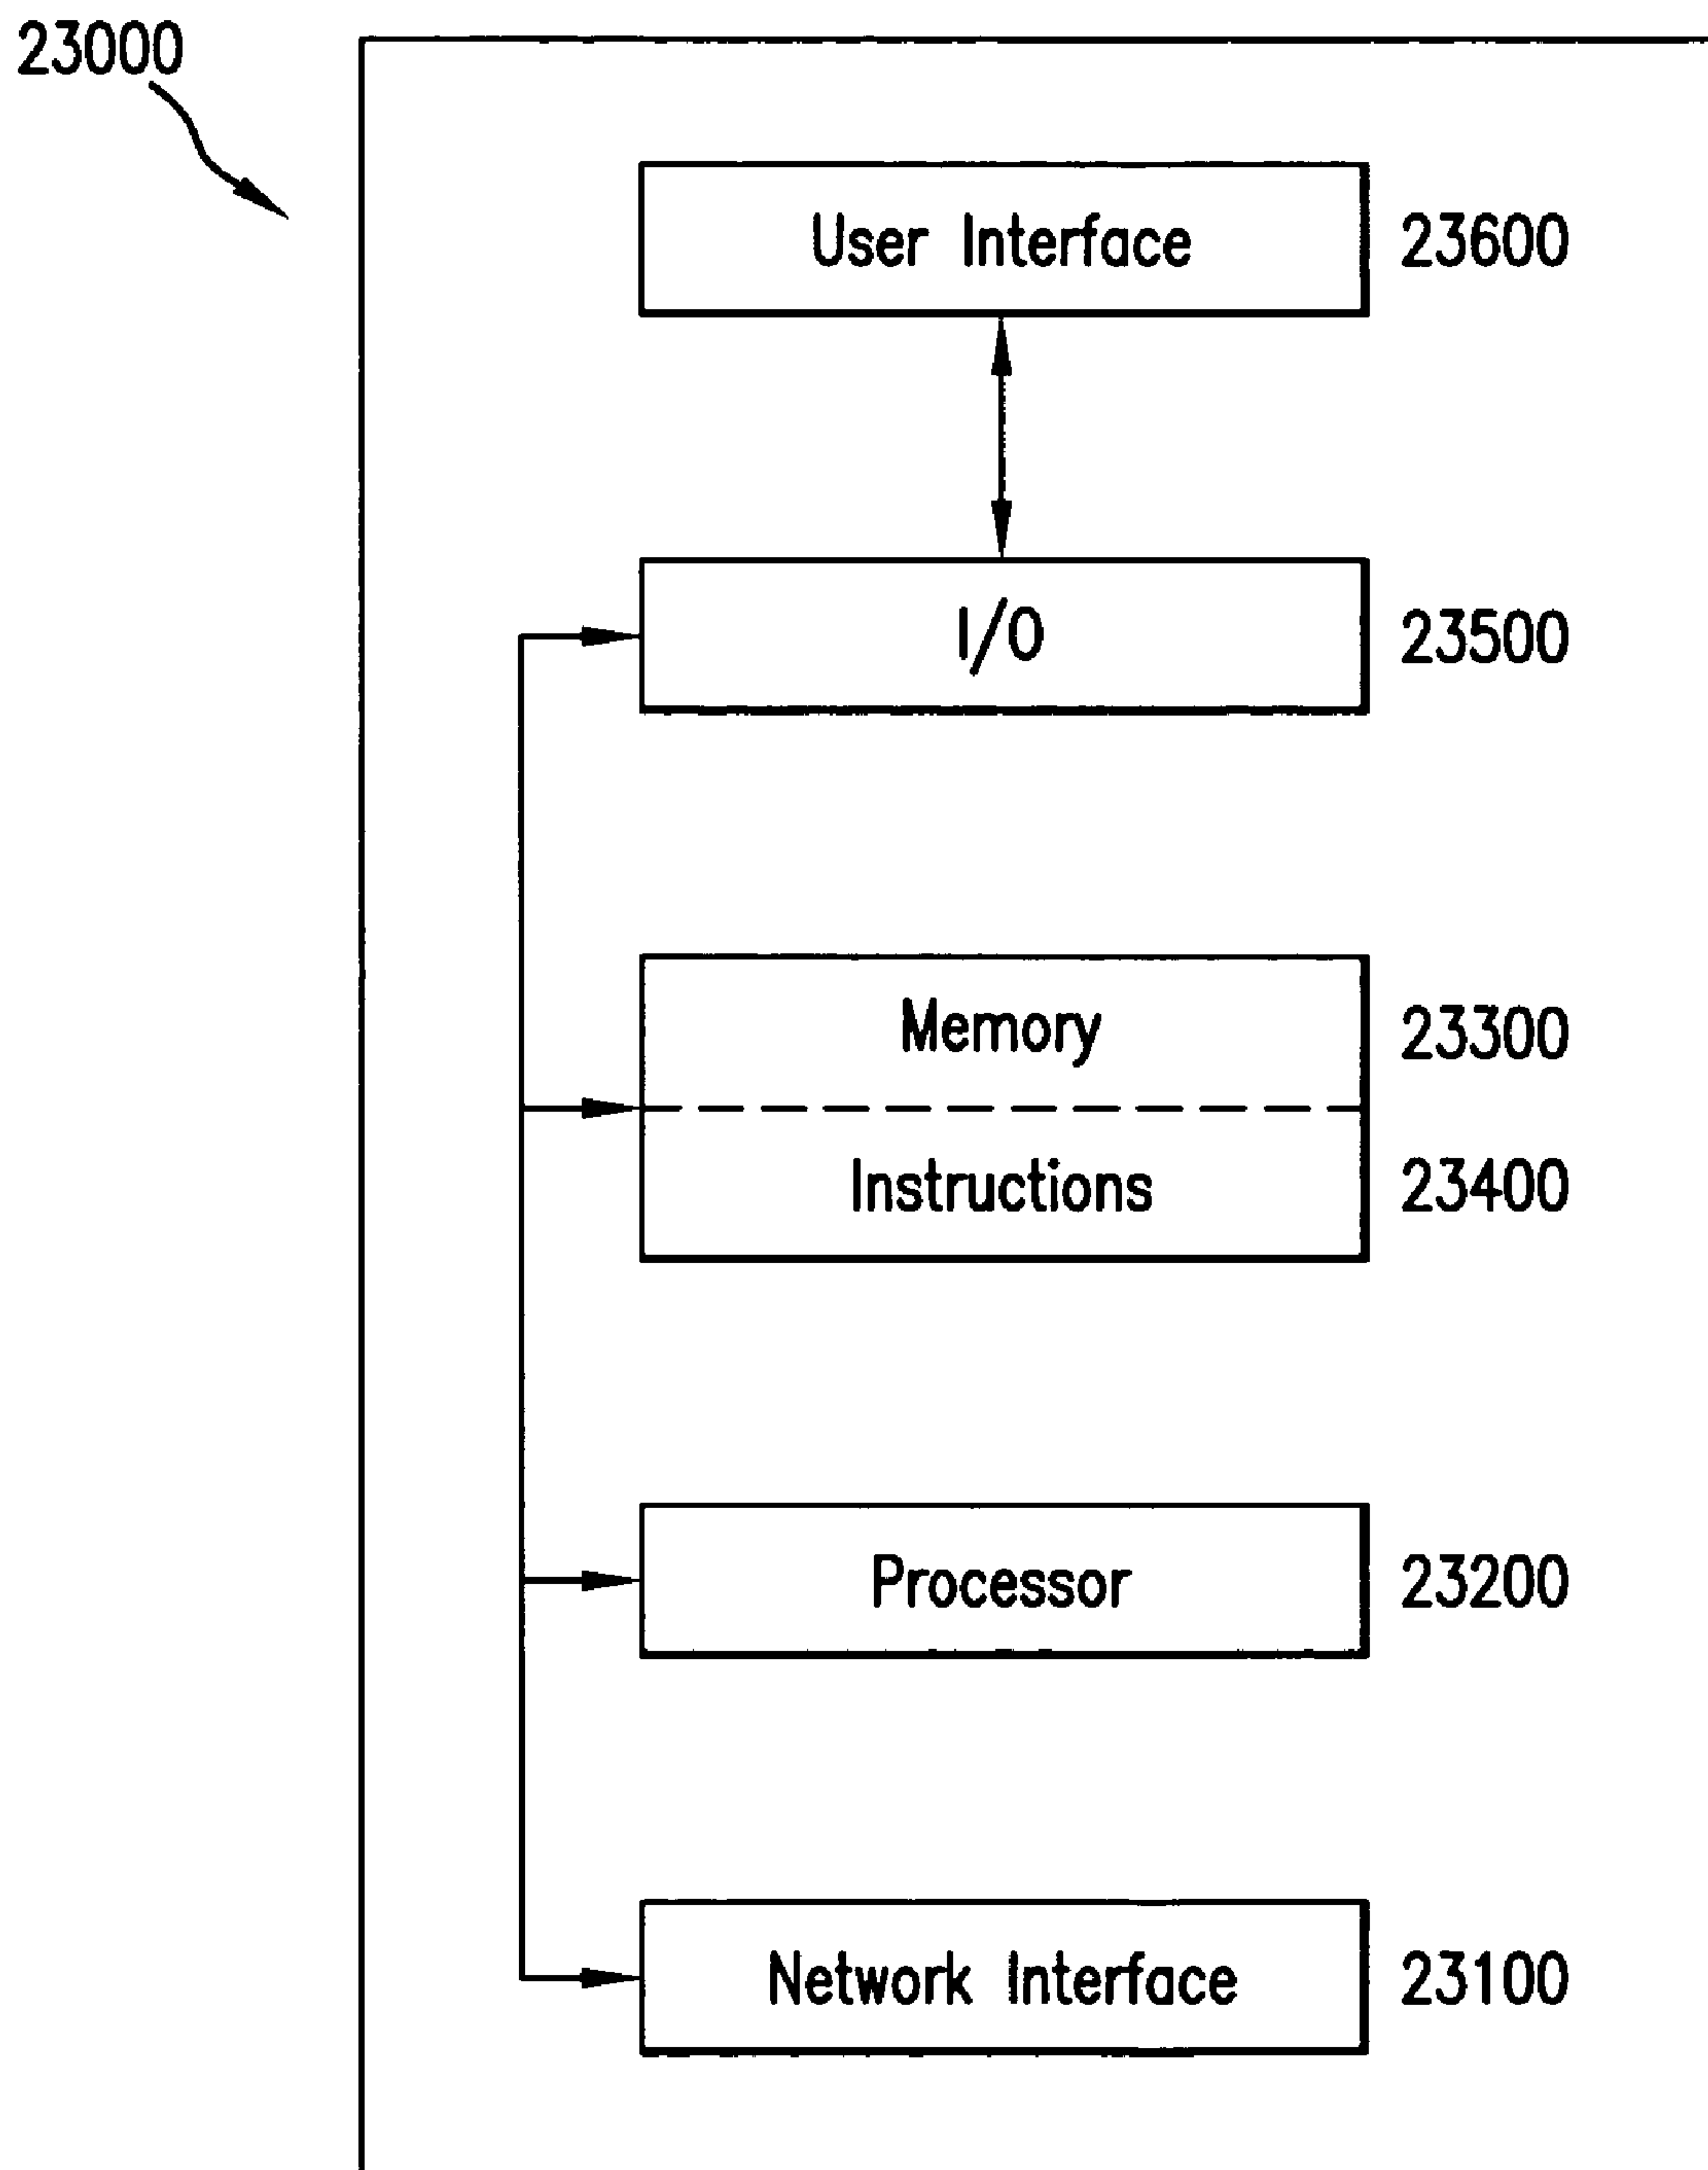 23000
User Interface 23600
I/O 23500
Memory 23300
Instructions 23400
Processor 23200
Network Interface 23100